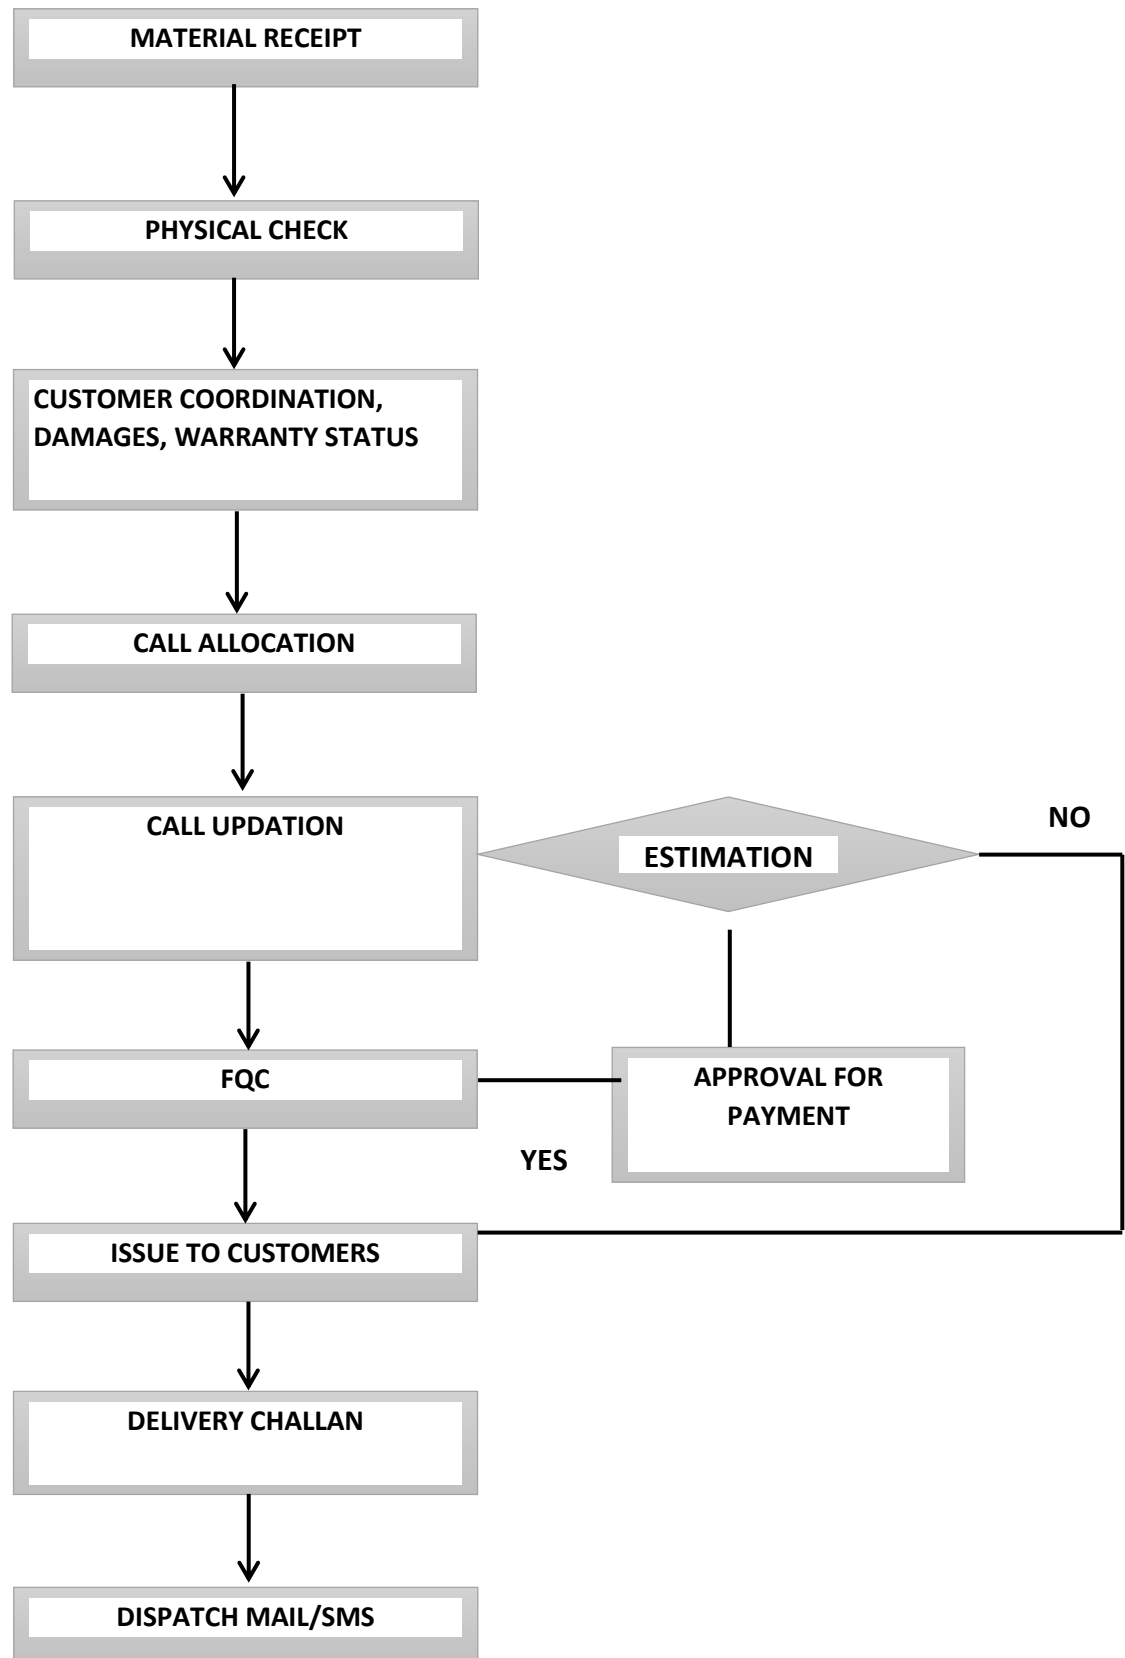 MATERIAL RECEIPT
PHYSICAL CHECK
CUSTOMER COORDINATION,
DAMAGES, WARRANTY STATUS
CALL ALLOCATION
CALL UPDATION
ESTIMATION
NO
FQC
APPROVAL FOR
PAYMENT
YES
ISSUE TO CUSTOMERS
DELIVERY CHALLAN
DISPATCH MAIL/SMS